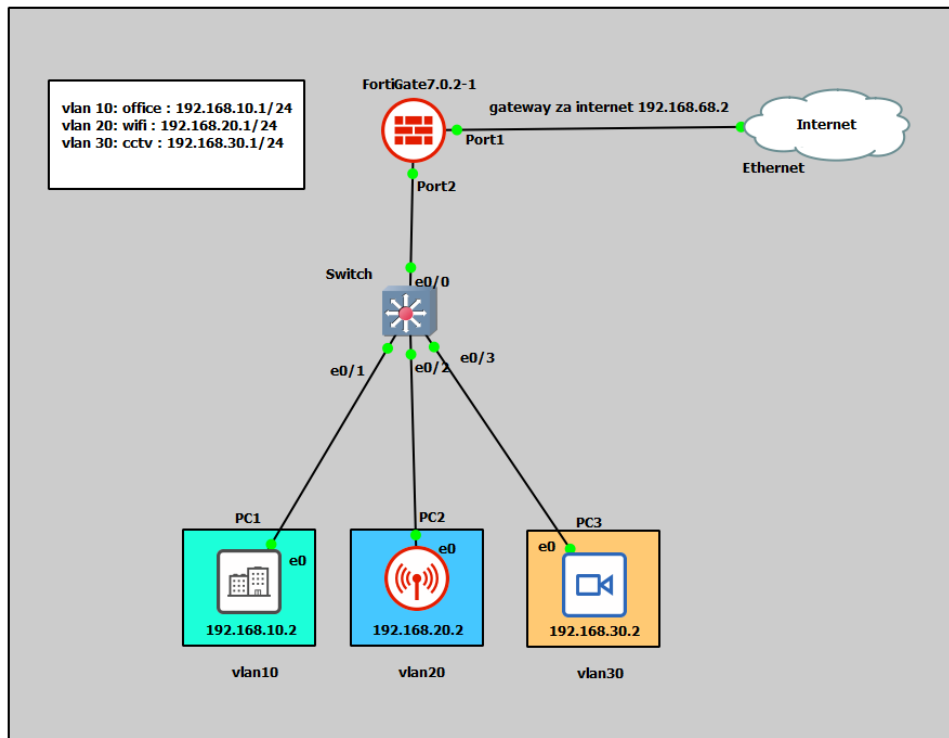 FortiGate7.0.2-1
vlan 10: office : 192.168.10.1/24
vlan 20: wifi : 192.168.20.1/24
vlan 30: cctv : 192.168.30.1/24
gateway za internet 192.168.68.2
Internet
Port1
Ethernet
Port2
Switch
e0/0
e0/1
e0/2
e0/3
PC1
PC2
PC3
e0
e0
e0
192.168.10.2
192.168.20.2
192.168.30.2
vlan10
vlan20
vlan30